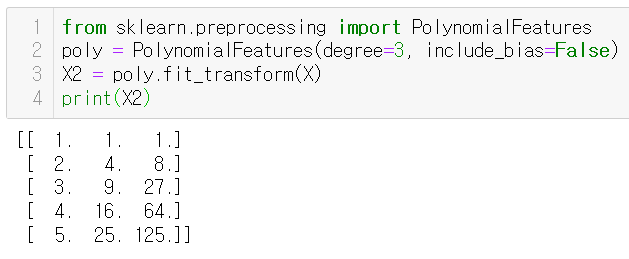 1 from sklearn.preprocessing import PolynomialFeatures
2 poly = PolynomialFeatures(degree=3, include_bias=False)
3 X2 = poly.fit_transform(X)
4 print(X2)
[[  1.   1.   1.]
 [  2.   4.   8.]
 [  3.   9.  27.]
 [  4.  16.  64.]
 [  5.  25. 125.]]